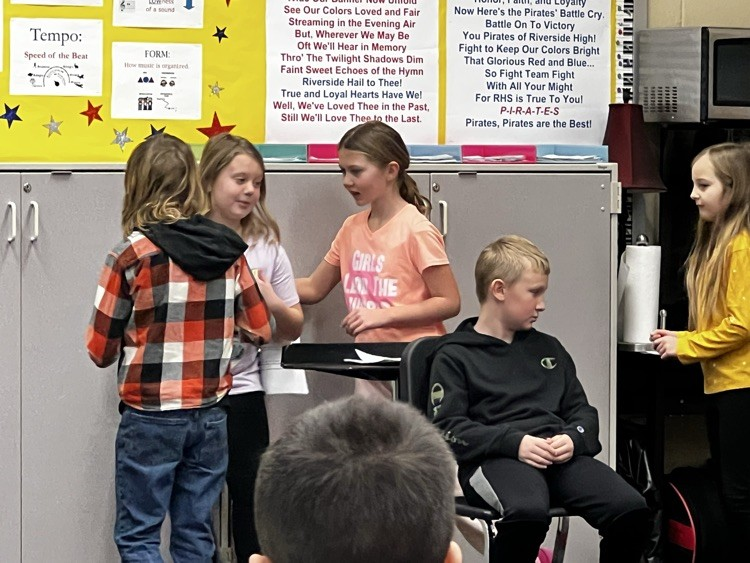 LOWness
of a sound
Tempo:
Speed of the Beat
FORM:
How music is organized.
Our Banner Now Unfold
See Our Colors Loved and Fair
Streaming in the Evening Air
But, Wherever We May Be
Oft We'll Hear in Memory
Thro' The Twilight Shadows Dim
Faint Sweet Echoes of the Hymn
Riverside Hail to Thee!
True and Loyal Hearts Have We!
Well, We've Loved Thee in the Past,
Still We'll Love Thee to the Last.
Honor, Faith, and Loyalty
Now Here's the Pirates' Battle Cry.
Battle On To Victory
You Pirates of Riverside High!
Fight to Keep Our Colors Bright
That Glorious Red and Blue...
So Fight Team Fight
With All Your Might
For RHS is True To You!
P-I-R-A-T-E-S
Pirates, Pirates are the Best!
GIRLS
THE